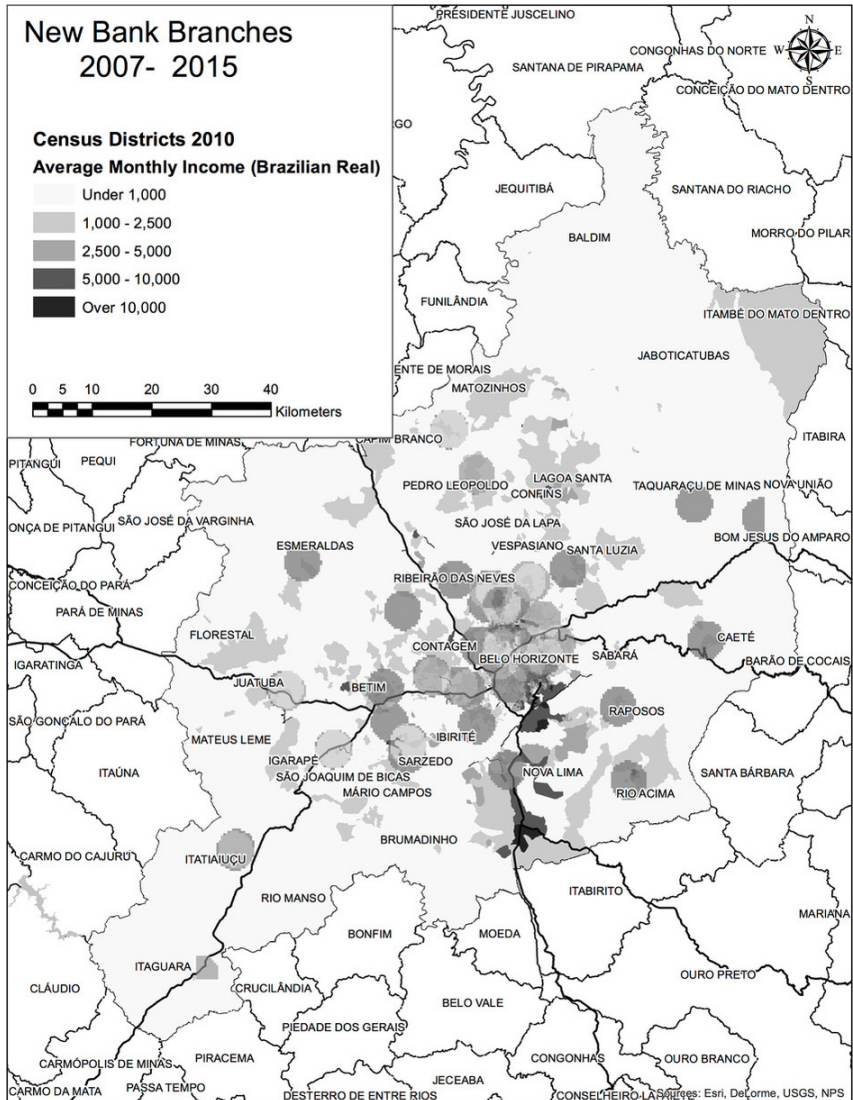 New Bank Branches
2007- 2015
Census Districts 2010
Average Monthly Income (Brazilian Real)
Under 1,000
1,000 - 2,500
2,500 - 5,000
5,000 - 10,000
Over 10,000
0 5 10 20 30 40
Kilometers
N
W E
S
PRESIDENTE JUSCELINO
CONGONHAS DO NORTE
SANTANA DE PIRAPAMA
CONCEIÇÃO DO MATO DENTRO
GO
JEQUITIBÁ
SANTANA DO RIACHO
MORRO DO PILAR
BALDIM
FUNILÂNDIA
ITAMBÉ DO MATO DENTRO
JABOTICATUBAS
ENTE DE MORAIS
MATOZINHOS
CAPIM BRANCO
FORTUNA DE MINAS
ITABIRA
PITANGUI
PEQUI
PEDRO LEOPOLDO
LAGOA SANTA
CONFINS
TAQUARAÇU DE MINAS
NOVA UNIÃO
ONÇA DE PITANGUI
SÃO JOSÉ DA VARGINHA
SÃO JOSÉ DA LAPA
BOM JESUS DO AMPARO
ESMERALDAS
VESPASIANO
SANTA LUZIA
CONCEIÇÃO DO PARÁ
RIBEIRÃO DAS NEVES
PARÁ DE MINAS
FLORESTAL
CONTAGEM
CAETÉ
IGARATINGA
BELO HORIZONTE
SABARÁ
BARÃO DE COCAIS
JUATUBA
BETIM
RAPOSOS
SÃO GONÇALO DO PARÁ
MATEUS LEME
IBIRITÉ
ITAÚNA
IGARAPÉ
SARZEDO
NOVA LIMA
SANTA BÁRBARA
SÃO JOAQUIM DE BICAS
MÁRIO CAMPOS
RIO ACIMA
BRUMADINHO
CARMO DO CAJURU
ITATIAIUÇU
RIO MANSO
ITABIRITO
MARIANA
BONFIM
MOEDA
ITAGUARA
OURO PRETO
CLÁUDIO
CRUCILÂNDIA
BELO VALE
PIEDADE DOS GERAIS
CARMÓPOLIS DE MINAS
PIRACEMA
CONGONHAS
OURO BRANCO
CARMO DA MATA
PASSA TEMPO
JECEABA
DESTERRO DE ENTRE RIOS
CONSELHEIRO LA
Sources: Esri, DeLorme, USGS, NPS